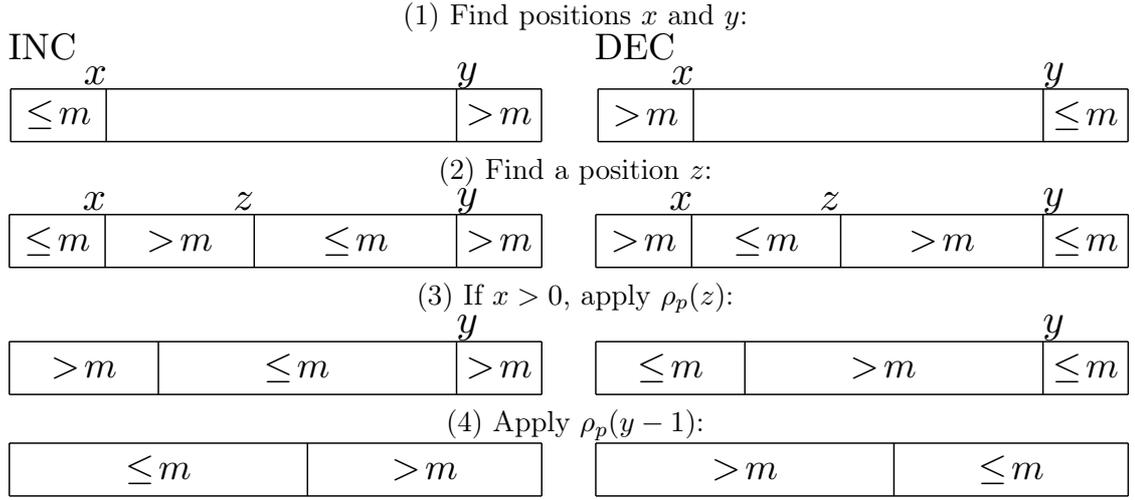 (1) Find positions x and y:
INC DEC
x y x y
≤ m > m > m ≤ m
(2) Find a position z:
x z y x z y
≤ m > m ≤ m > m > m ≤ m > m ≤ m
(3) If x > 0, apply ρₚ(z):
y y
> m ≤ m > m ≤ m > m ≤ m
(4) Apply ρₚ(y − 1):
≤ m > m > m ≤ m